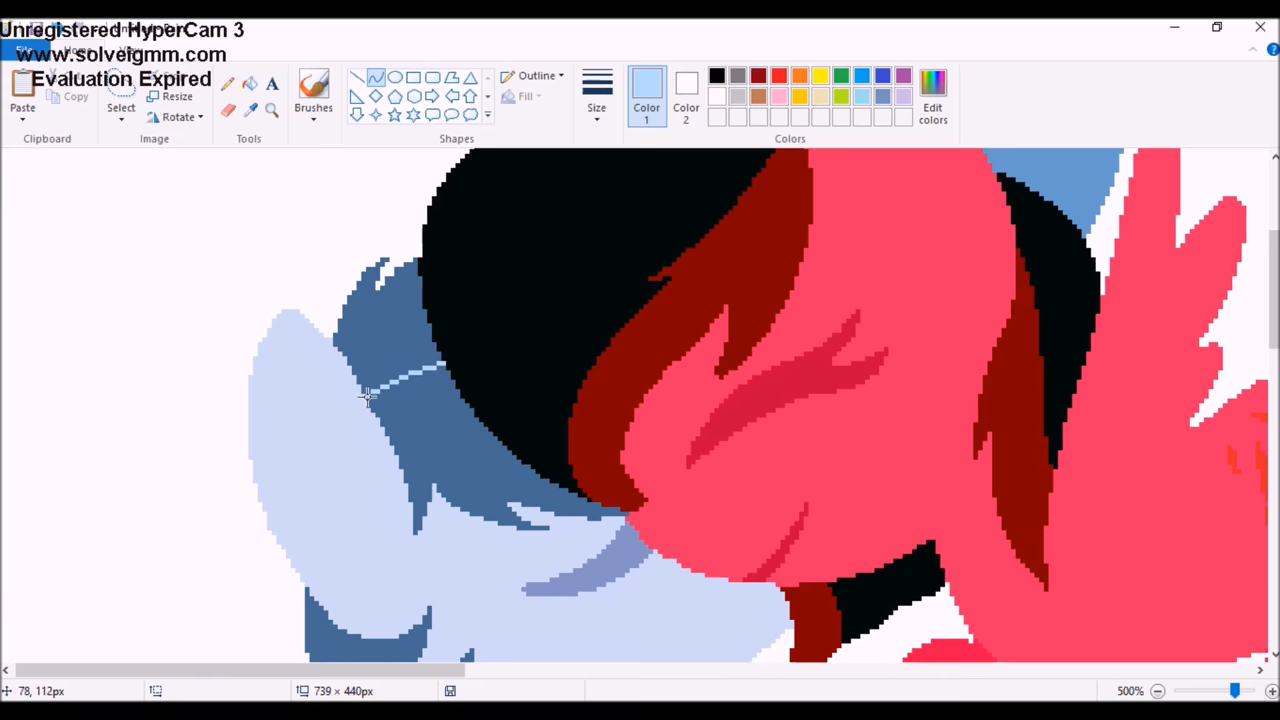 Unregistered HyperCam 3
www.solveigmm.com
Evaluation Expired
Paste
Copy
Clipboard
Select
Resize
Rotate
Image
Tools
Brushes
Shapes
Outline
Fill
Size
Color
1
Color
2
Edit
colors
Colors
78, 112px
739 × 440px
500%